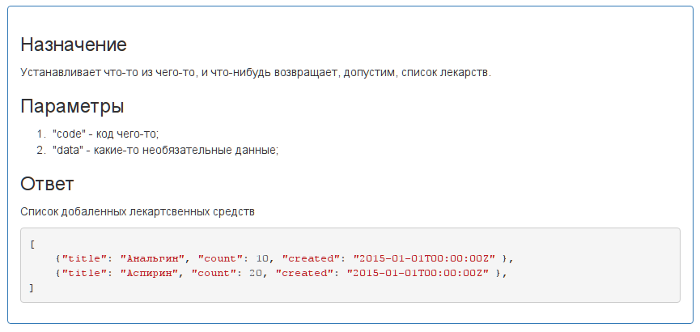 Назначение
Устанавливает что-то из чего-то, и что-нибудь возвращает, допустим, список лекарств.
Параметры
1. "code" - код чего-то;
2. "data" - какие-то необязательные данные;
Ответ
Список добаленных лекартсвенных средств
[
{"title": "Анальгин", "count": 10, "created": "2015-01-01T00:00:00Z" },
{"title": "Аспирин", "count": 20, "created": "2015-01-01T00:00:00Z" },
]